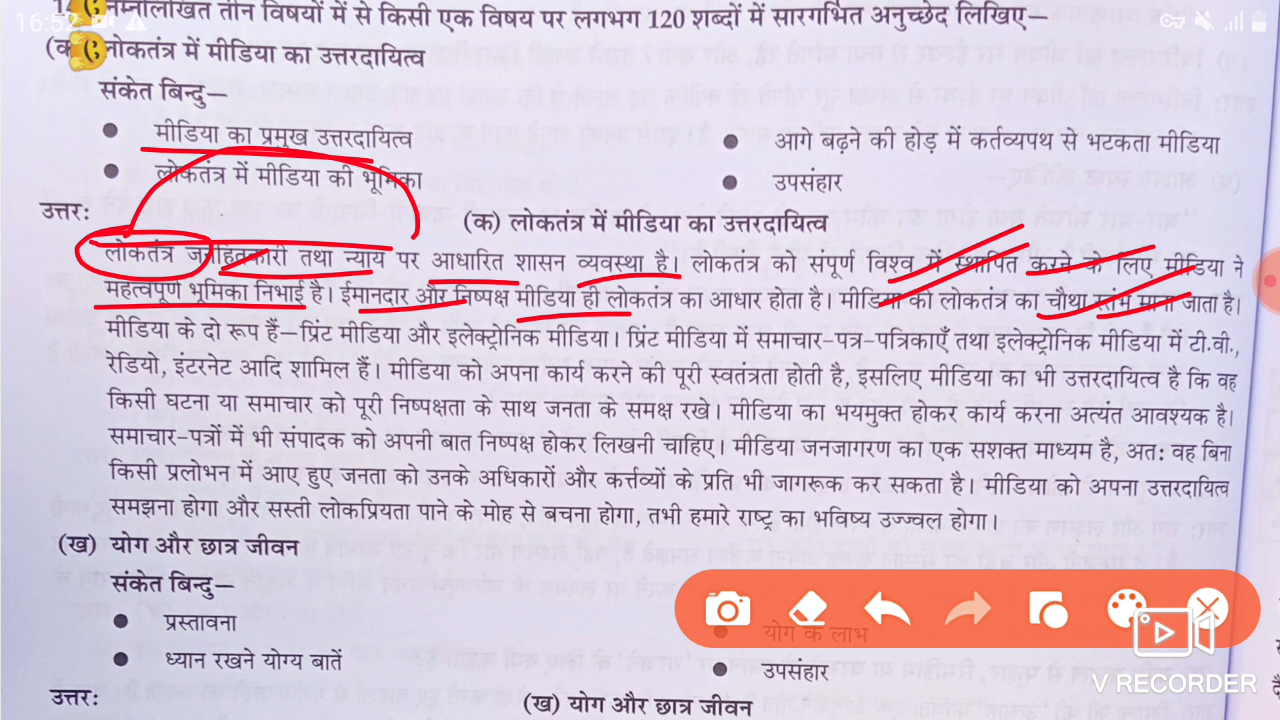 16:52
निम्नलिखित तीन विषयों में से किसी एक विषय पर लगभग 120 शब्दों में सारगर्भित अनुच्छेद लिखिए—
(क) लोकतंत्र में मीडिया का उत्तरदायित्व
संकेत बिन्दु—
● मीडिया का प्रमुख उत्तरदायित्व
● आगे बढ़ने की होड़ में कर्तव्यपथ से भटकता मीडिया
● लोकतंत्र में मीडिया की भूमिका
● उपसंहार
उत्तर: (क) लोकतंत्र में मीडिया का उत्तरदायित्व
लोकतंत्र जनहितकारी तथा न्याय पर आधारित शासन व्यवस्था है। लोकतंत्र को संपूर्ण विश्व में स्थापित करने के लिए मीडिया ने
महत्वपूर्ण भूमिका निभाई है। ईमानदार और निष्पक्ष मीडिया ही लोकतंत्र का आधार होता है। मीडिया को लोकतंत्र का चौथा स्तंभ माना जाता है।
मीडिया के दो रूप हैं – प्रिंट मीडिया और इलेक्ट्रोनिक मीडिया। प्रिंट मीडिया में समाचार-पत्र-पत्रिकाएँ तथा इलेक्ट्रोनिक मीडिया में टी.वी.,
रेडियो, इंटरनेट आदि शामिल हैं। मीडिया को अपना कार्य करने की पूरी स्वतंत्रता होती है, इसलिए मीडिया का भी उत्तरदायित्व है कि वह
किसी घटना या समाचार को पूरी निष्पक्षता के साथ जनता के समक्ष रखे। मीडिया का भयमुक्त होकर कार्य करना अत्यंत आवश्यक है।
समाचार-पत्रों में भी संपादक को अपनी बात निष्पक्ष होकर लिखनी चाहिए। मीडिया जनजागरण का एक सशक्त माध्यम है, अतः वह बिना
किसी प्रलोभन में आए हुए जनता को उनके अधिकारों और कर्त्तव्यों के प्रति भी जागरूक कर सकता है। मीडिया को अपना उत्तरदायित्व
समझना होगा और सस्ती लोकप्रियता पाने के मोह से बचना होगा, तभी हमारे राष्ट्र का भविष्य उज्ज्वल होगा।
(ख) योग और छात्र जीवन
संकेत बिन्दु—
● प्रस्तावना
● योग के लाभ
● ध्यान रखने योग्य बातें
● उपसंहार
उत्तर: (ख) योग और छात्र जीवन
V RECORDER